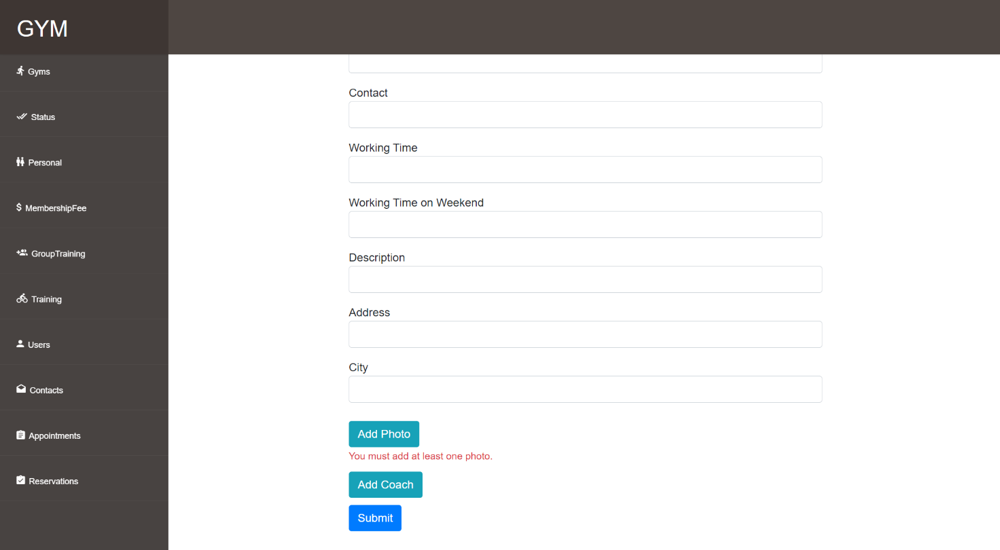 GYM
Gyms
Status
Personal
MembershipFee
GroupTraining
Training
Users
Contacts
Appointments
Reservations
Contact
Working Time
Working Time on Weekend
Description
Address
City
Add Photo
You must add at least one photo.
Add Coach
Submit